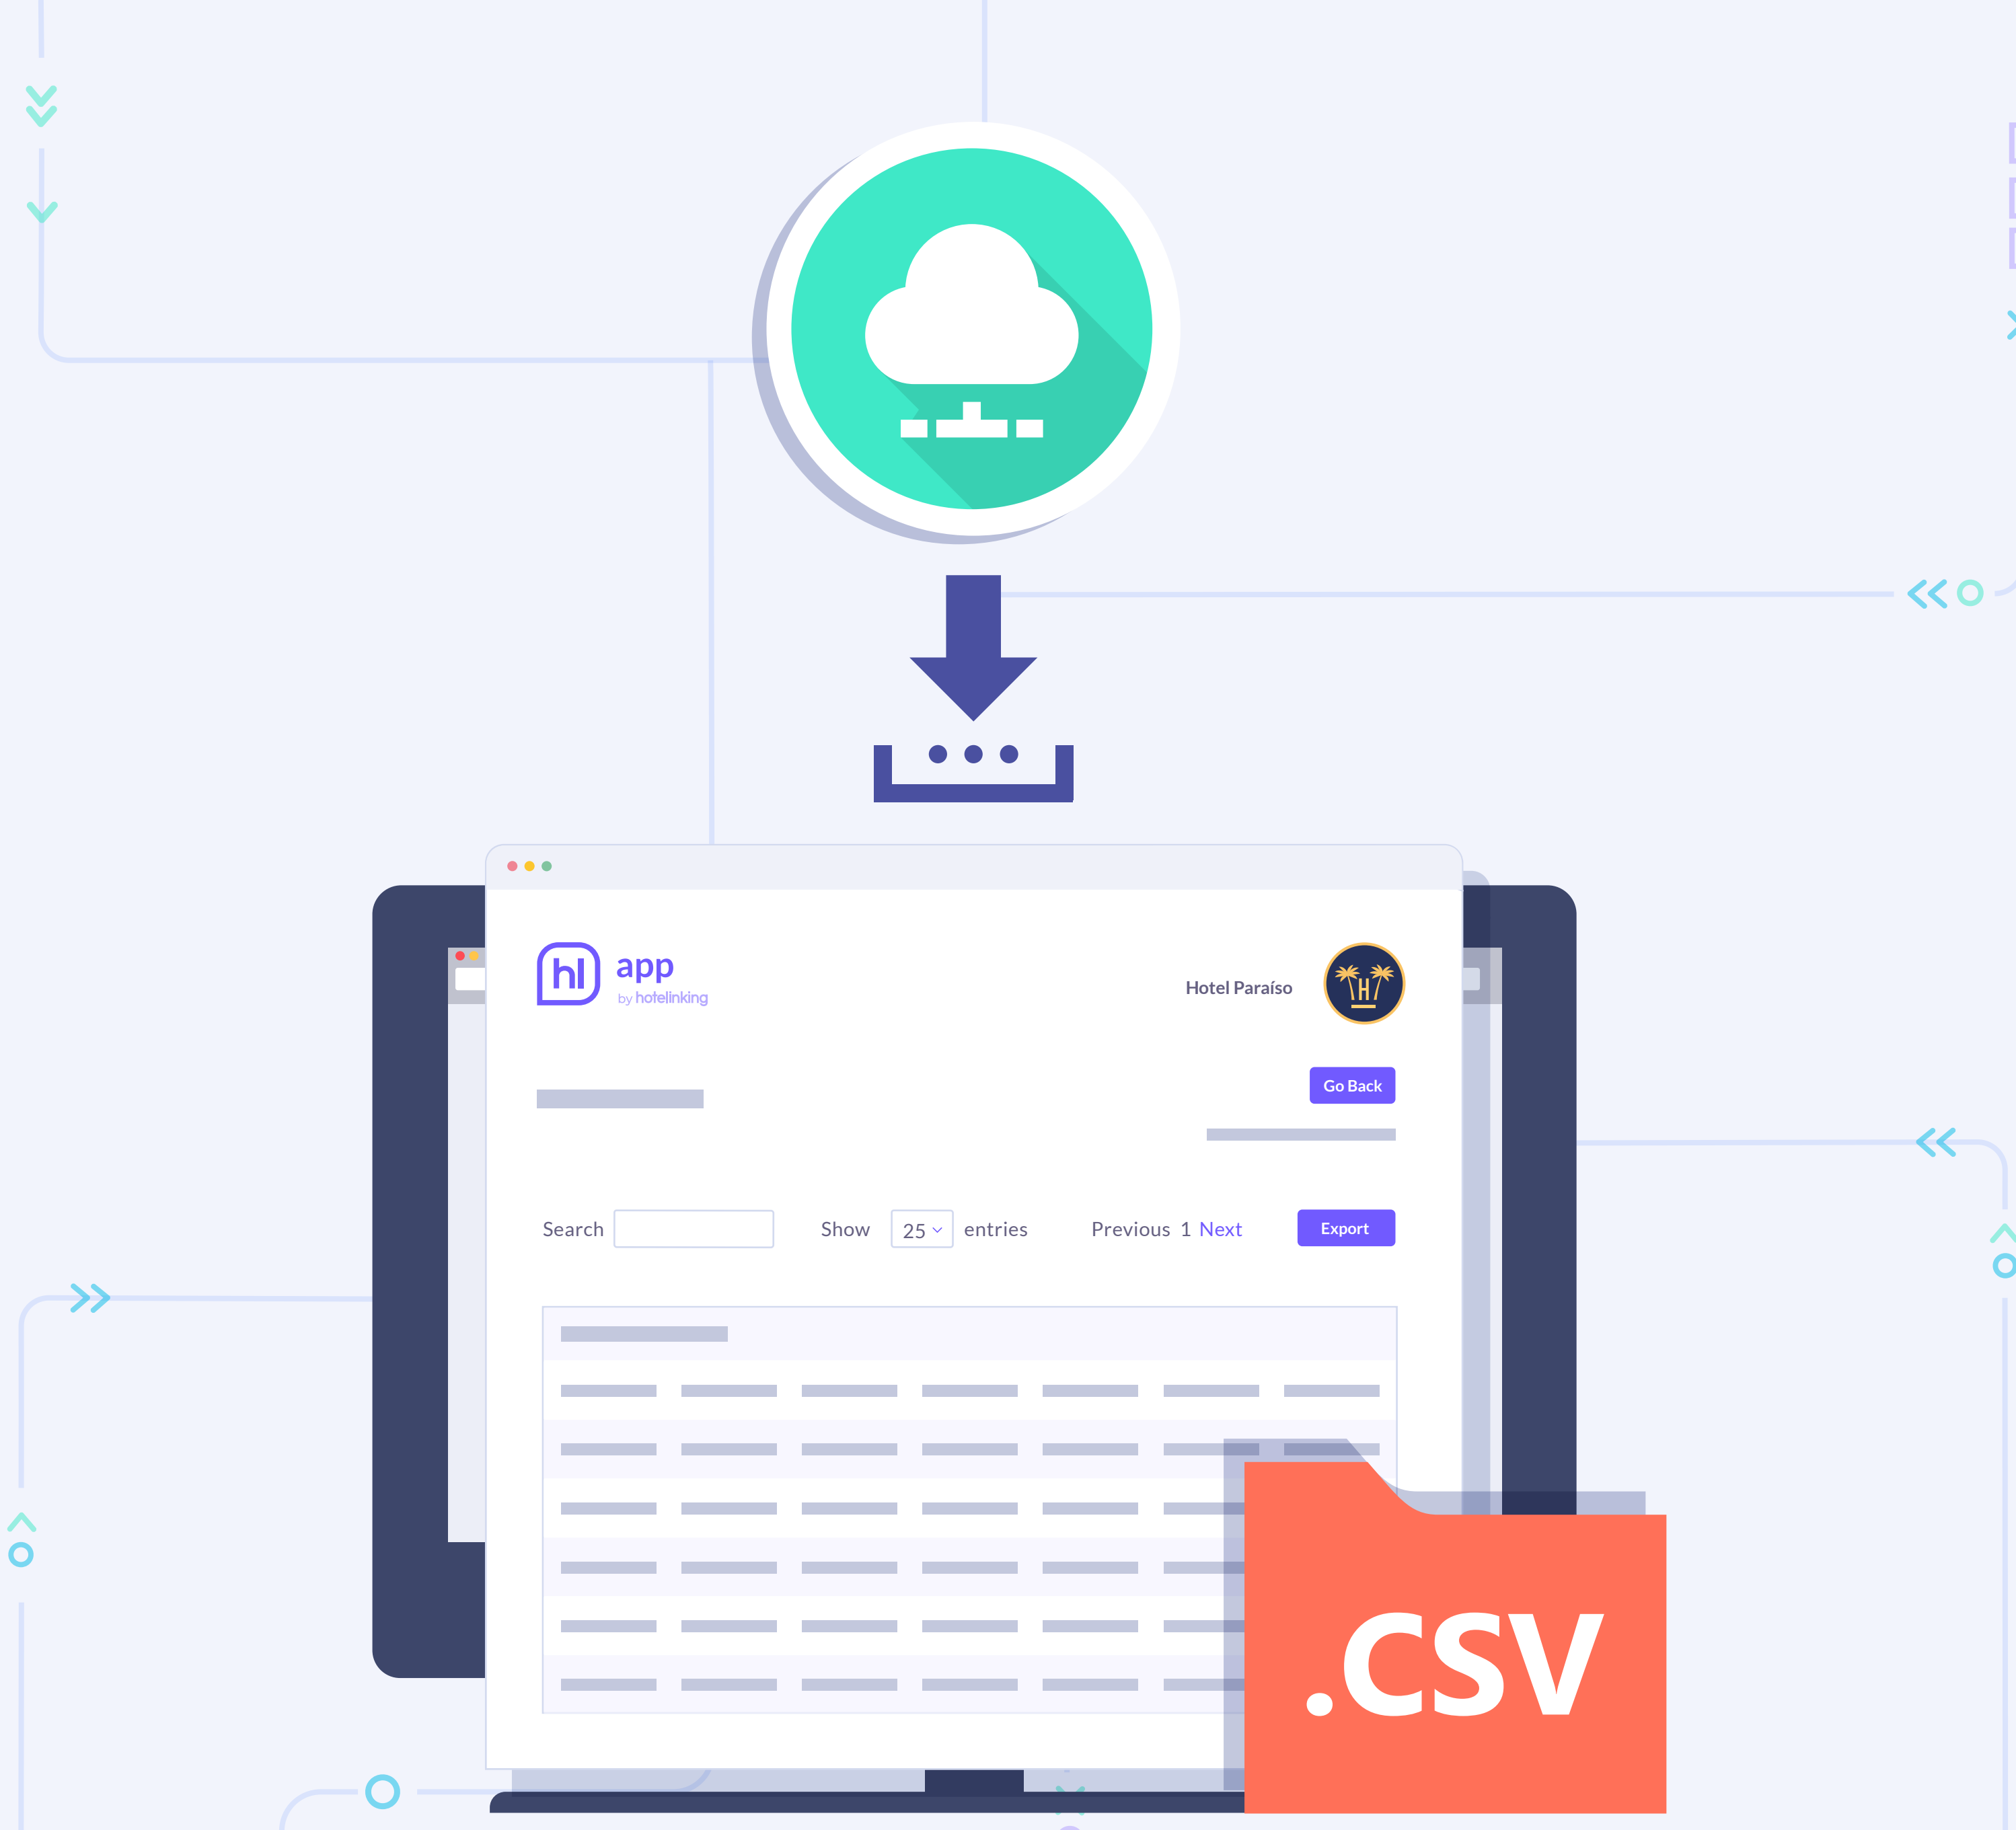 hl app
by hotelinking
Hotel Paraíso
H
Go Back
Search Show 25 entries Previous 1 Next Export
.CSV